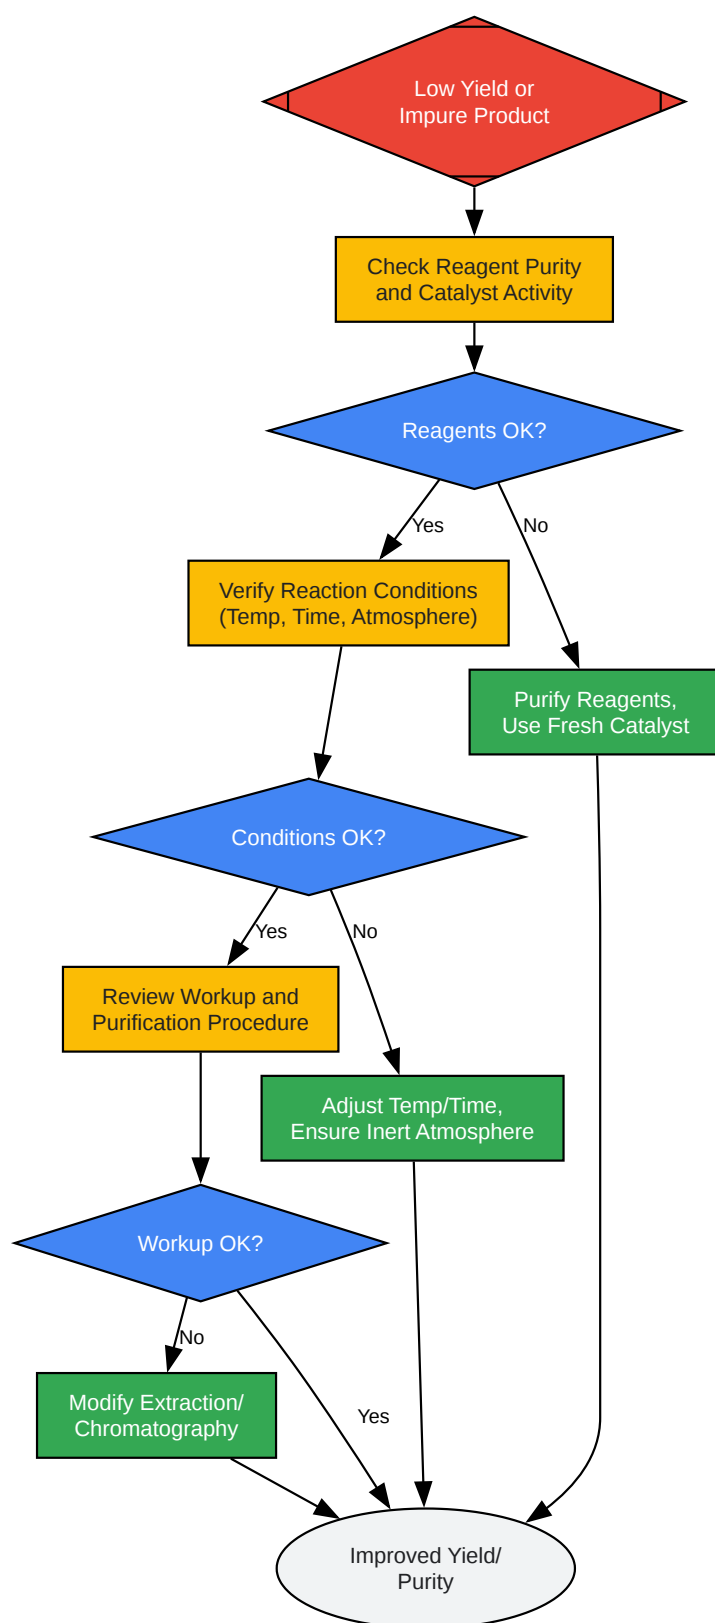 Low Yield or
Impure Product
Check Reagent Purity
and Catalyst Activity
Reagents OK?
Yes
No
Verify Reaction Conditions
(Temp, Time, Atmosphere)
Purify Reagents,
Use Fresh Catalyst
Conditions OK?
Yes
No
Review Workup and
Purification Procedure
Adjust Temp/Time,
Ensure Inert Atmosphere
Workup OK?
No
Modify Extraction/
Chromatography
Yes
Improved Yield/
Purity